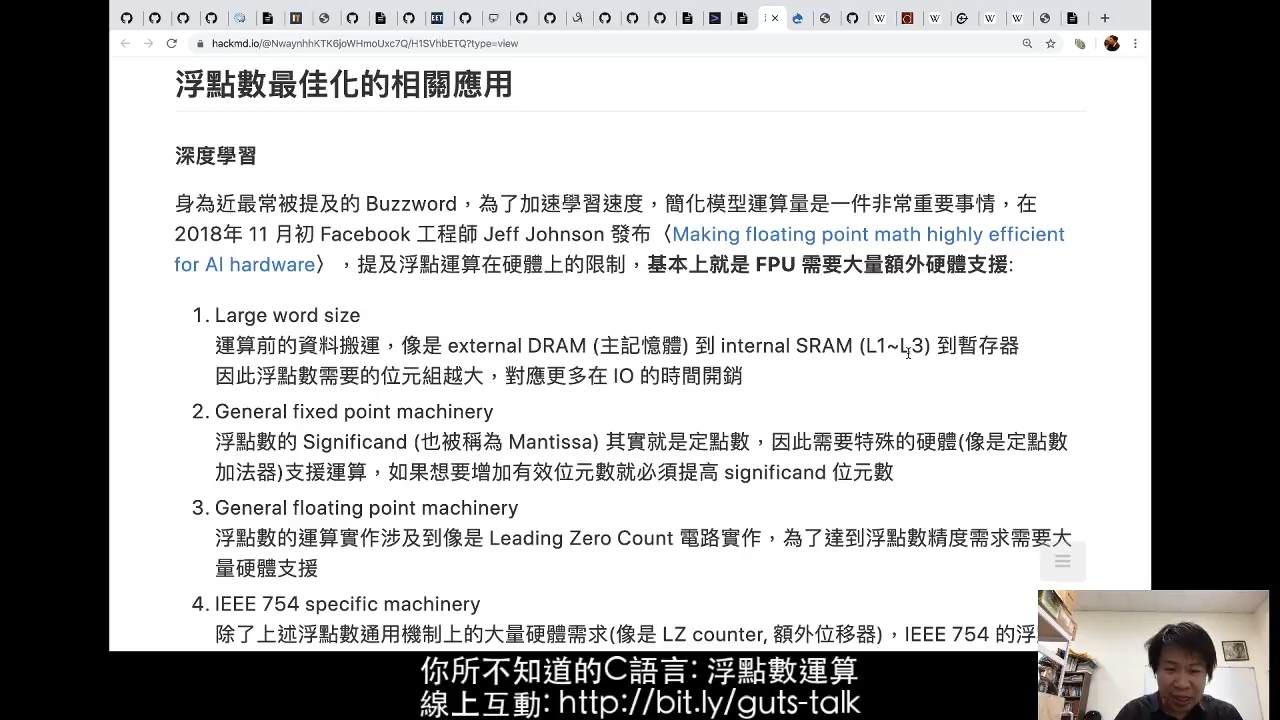 hackmd.io/@NwaynhhKTK6joWHmoUxc7Q/H1SVhbETQ?type=view
浮點數最佳化的相關應用
深度學習
身為近最常被提及的 Buzzword，為了加速學習速度，簡化模型運算量是一件非常重要事情，在
2018年 11 月初 Facebook 工程師 Jeff Johnson 發布〈Making floating point math highly efficient
for AI hardware〉，提及浮點運算在硬體上的限制，基本上就是 FPU 需要大量額外硬體支援:
1. Large word size
運算前的資料搬運，像是 external DRAM (主記憶體) 到 internal SRAM (L1~L3) 到暫存器
因此浮點數需要的位元組越大，對應更多在 IO 的時間開銷
2. General fixed point machinery
浮點數的 Significand (也被稱為 Mantissa) 其實就是定點數，因此需要特殊的硬體(像是定點數
加法器)支援運算，如果想要增加有效位元數就必須提高 significand 位元數
3. General floating point machinery
浮點數的運算實作涉及到像是 Leading Zero Count 電路實作，為了達到浮點數精度需求需要大
量硬體支援
4. IEEE 754 specific machinery
除了上述浮點數通用機制上的大量硬體需求(像是 LZ counter, 額外位移器)，IEEE 754 的浮
你所不知道的C語言: 浮點數運算
線上互動: http://bit.ly/guts-talk